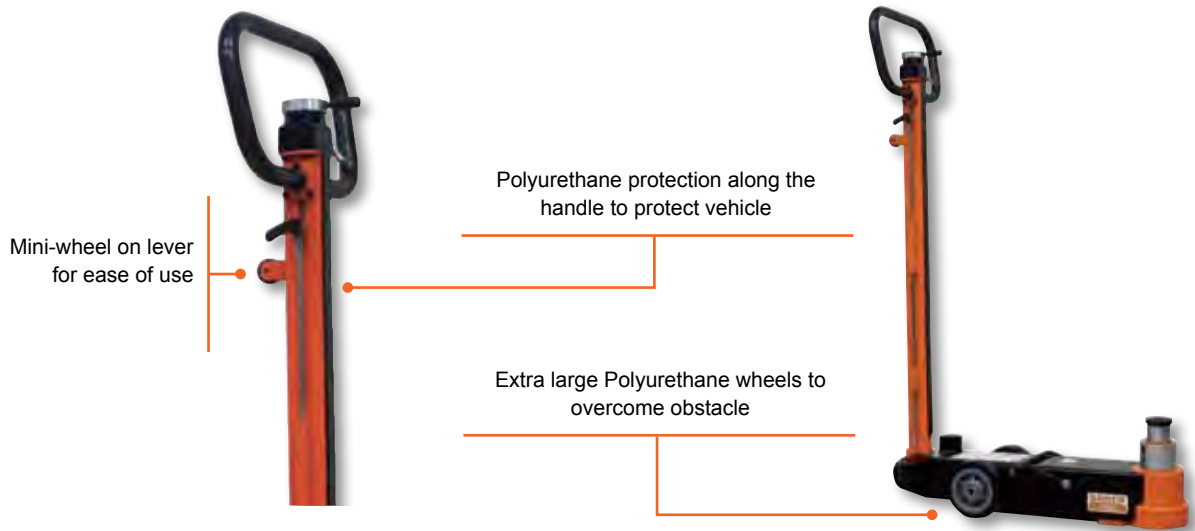 Polyurethane protection along the
handle to protect vehicle
Mini-wheel on lever
for ease of use
Extra large Polyurethane wheels to
overcome obstacle